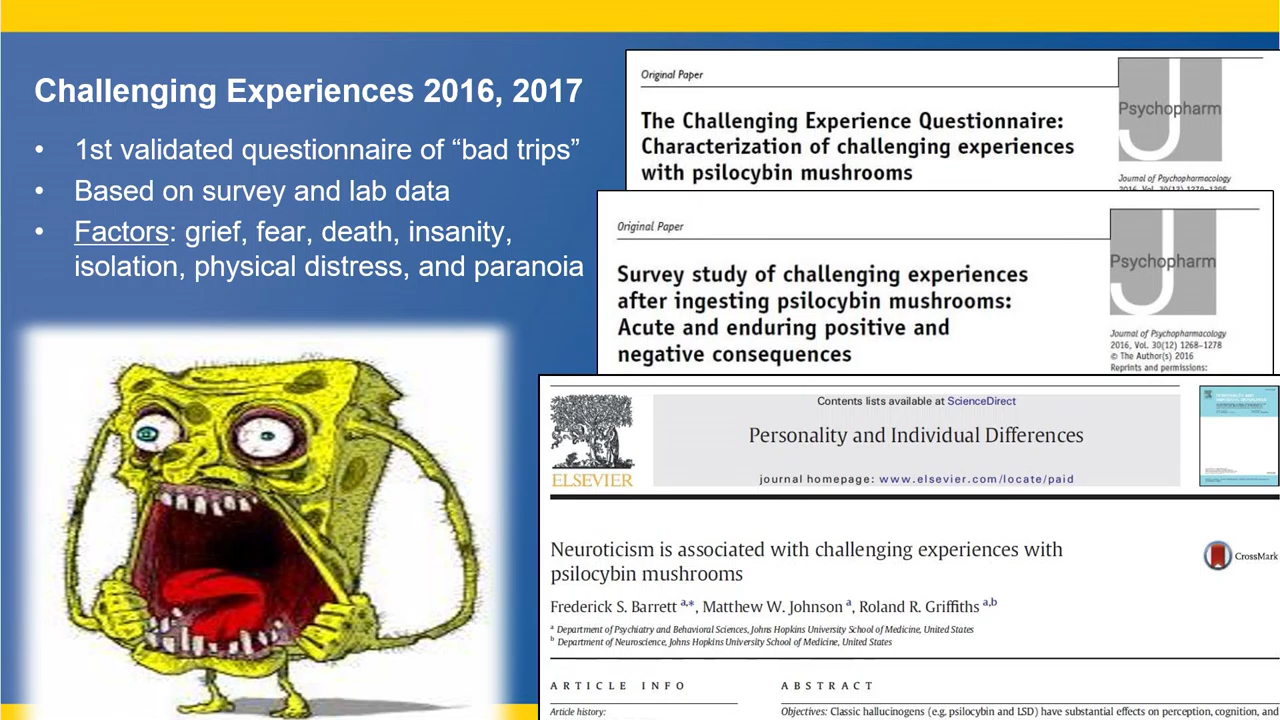 Challenging Experiences 2016, 2017
• 1st validated questionnaire of “bad trips”
• Based on survey and lab data
• Factors: grief, fear, death, insanity,
isolation, physical distress, and paranoia
Original Paper
The Challenging Experience Questionnaire:
Characterization of challenging experiences
with psilocybin mushrooms
Psychopharm
Journal of Psychopharmacology
Original Paper
Survey study of challenging experiences
after ingesting psilocybin mushrooms:
Acute and enduring positive and
negative consequences
Psychopharm
Journal of Psychopharmacology
2016, Vol. 30(12) 1268–1278
© The Author(s) 2016
Reprints and permissions:
ELSEVIER
Contents lists available at ScienceDirect
Personality and Individual Differences
journal homepage: www.elsevier.com/locate/paid
Neuroticism is associated with challenging experiences with
psilocybin mushrooms
CrossMark
Frederick S. Barrett a,*, Matthew W. Johnson a, Roland R. Griffiths a,b
a Department of Psychiatry and Behavioral Sciences, Johns Hopkins University School of Medicine, United States
b Department of Neuroscience, Johns Hopkins University School of Medicine, United States
ARTICLE INFO
ABSTRACT
Article history:
Objectives: Classic hallucinogens (e.g. psilocybin and LSD) have substantial effects on perception, cognition, and